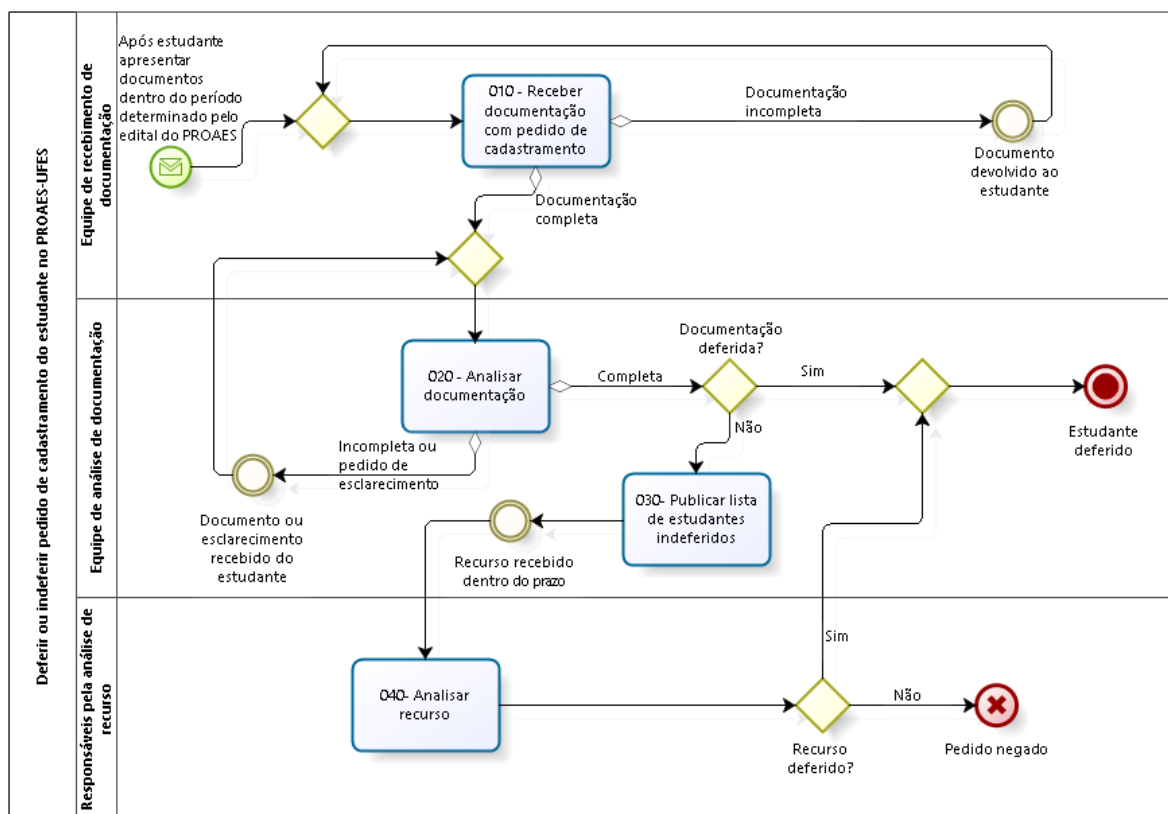 Deferir ou indeferir pedido de cadastramento do estudante no PROAES-UFES
Equipe de recebimento de
documentação
Após estudante
apresentar
documentos
dentro do período
determinado pelo
edital do PROAES
010 - Receber
documentação
com pedido de
cadastramento
Documentação
incompleta
Documento
devolvido ao
estudante
Documentação
completa
Equipe de análise de documentação
020 - Analisar
documentação
Completa
Documentação
deferida?
Sim
Não
Estudante
deferido
Incompleta ou
pedido de
esclarecimento
Documento ou
esclarecimento
recebido do
estudante
030- Publicar lista
de estudantes
indeferidos
Recurso recebido
dentro do prazo
Responsáveis pela análise de
recurso
040- Analisar
recurso
Sim
Não
Recurso
deferido?
Pedido negado